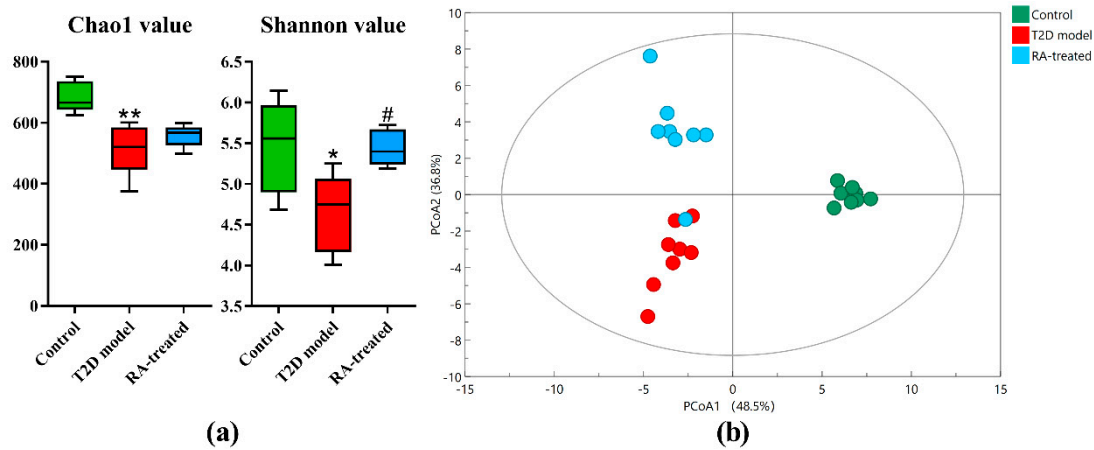 Chao1 value
800
600
400
200
0
**
Control
T2D model
RA-treated
Shannon value
6.5
6.0
5.5
5.0
4.5
4.0
3.5
*
#
Control
T2D model
RA-treated
(a)
10
8
6
4
2
0
-2
-4
-6
-8
-10
PCoA2 (36.8%)
-15
-10
-5
0
5
10
15
PCoA1 (48.5%)
Control
T2D model
RA-treated
(b)